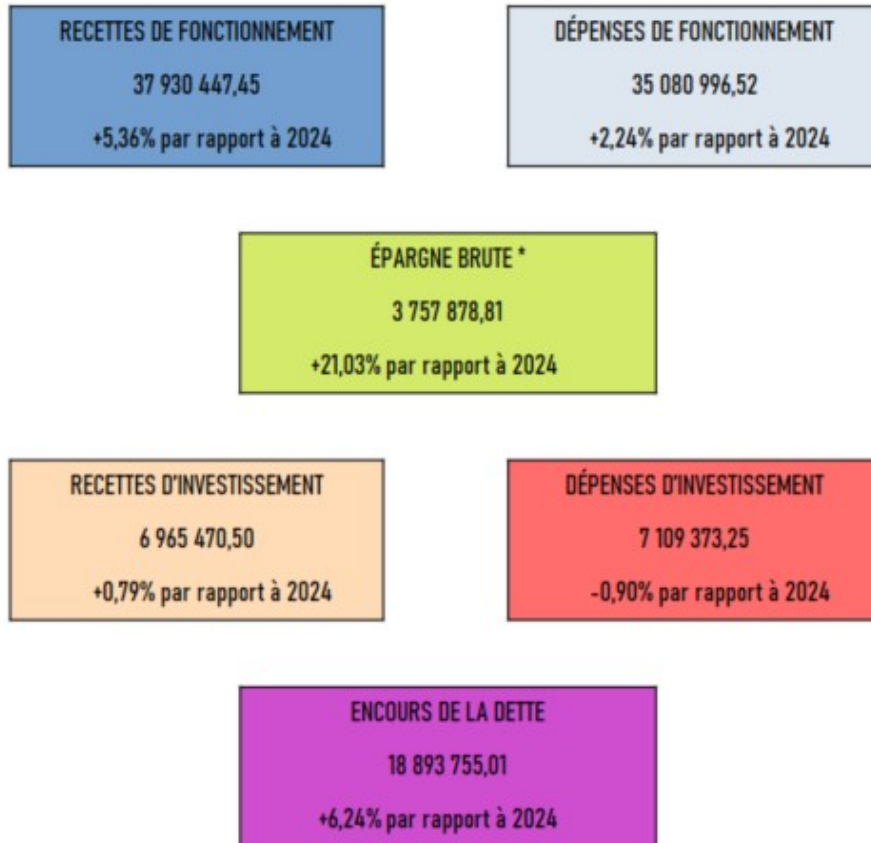 RECETTES DE FONCTIONNEMENT
37 930 447,45
+5,36% par rapport à 2024
DÉPENSES DE FONCTIONNEMENT
35 080 996,52
+2,24% par rapport à 2024
ÉPARGNE BRUTE *
3 757 878,81
+21,03% par rapport à 2024
RECETTES D'INVESTISSEMENT
6 965 470,50
+0,79% par rapport à 2024
DÉPENSES D'INVESTISSEMENT
7 109 373,25
-0,90% par rapport à 2024
ENCOURS DE LA DETTE
18 893 755,01
+6,24% par rapport à 2024